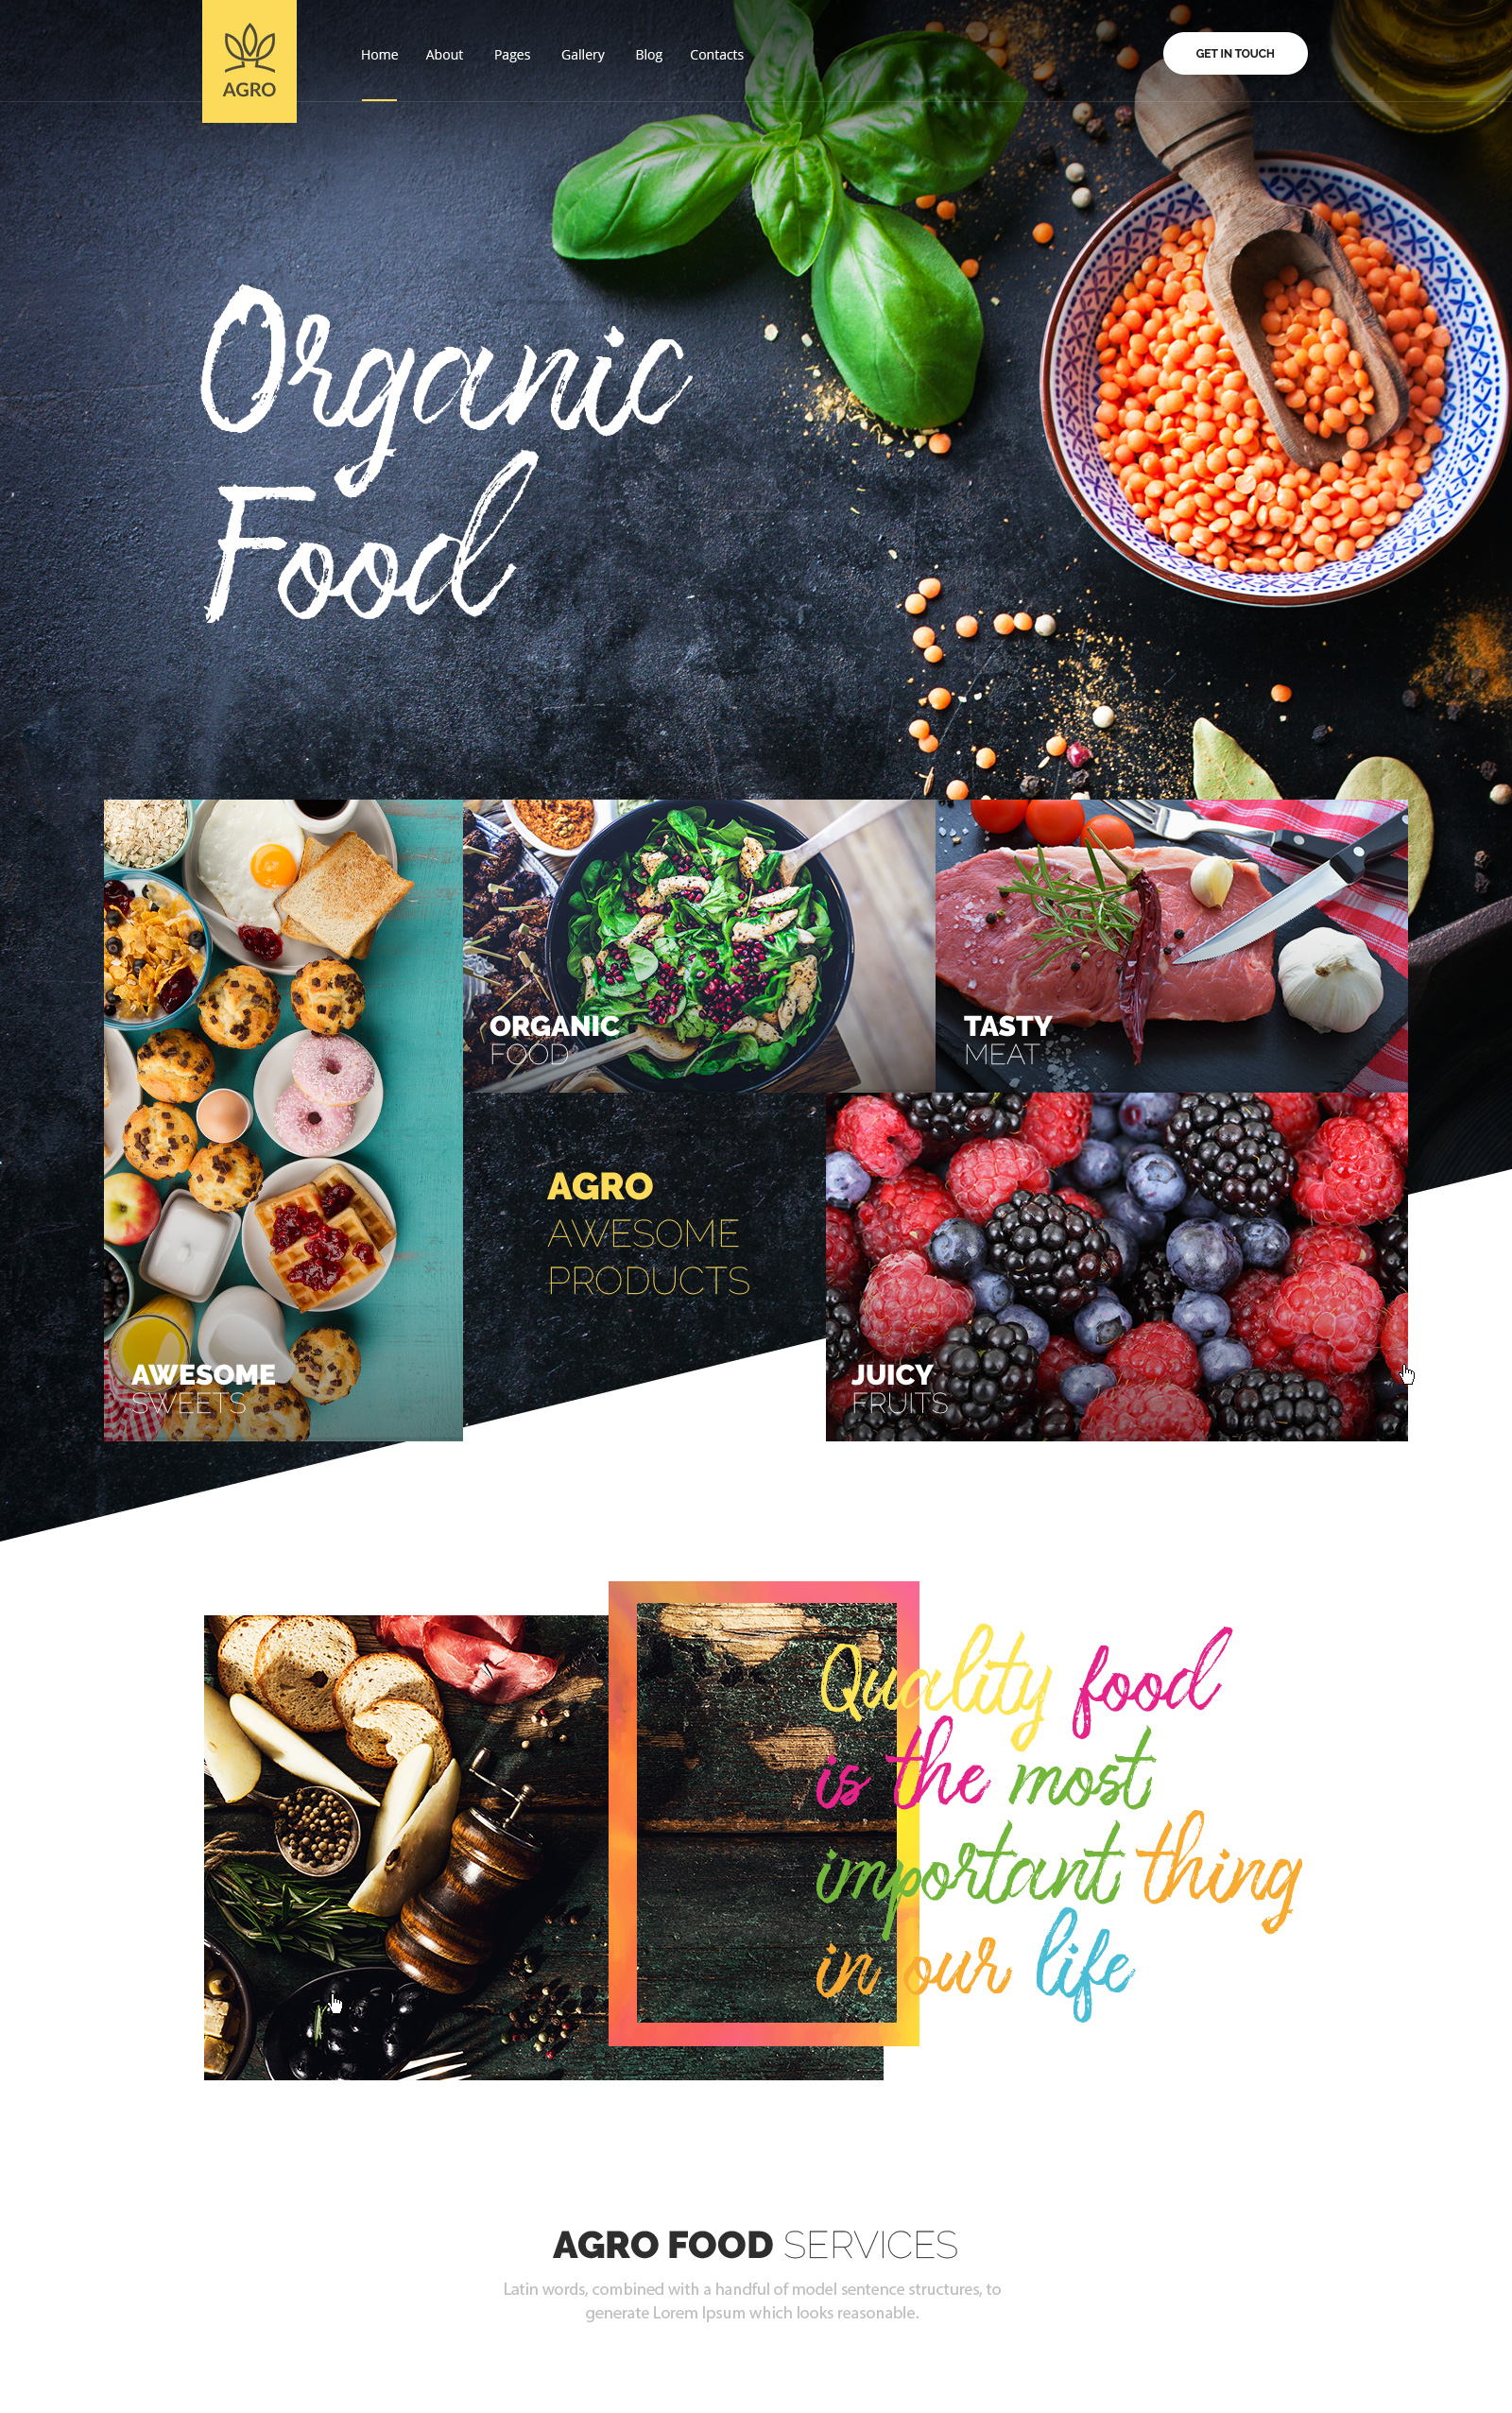 AGRO
Home About Pages Gallery Blog Contacts
GET IN TOUCH
Organic
Food
ORGANIC
FOOD
TASTY
MEAT
AGRO
AWESOME
PRODUCTS
AWESOME
SWEETS
JUICY
FRUITS
Quality food
is the most
important thing
in our life
AGRO FOOD SERVICES
Latin words, combined with a handful of model sentence structures, to
generate Lorem Ipsum which looks reasonable.